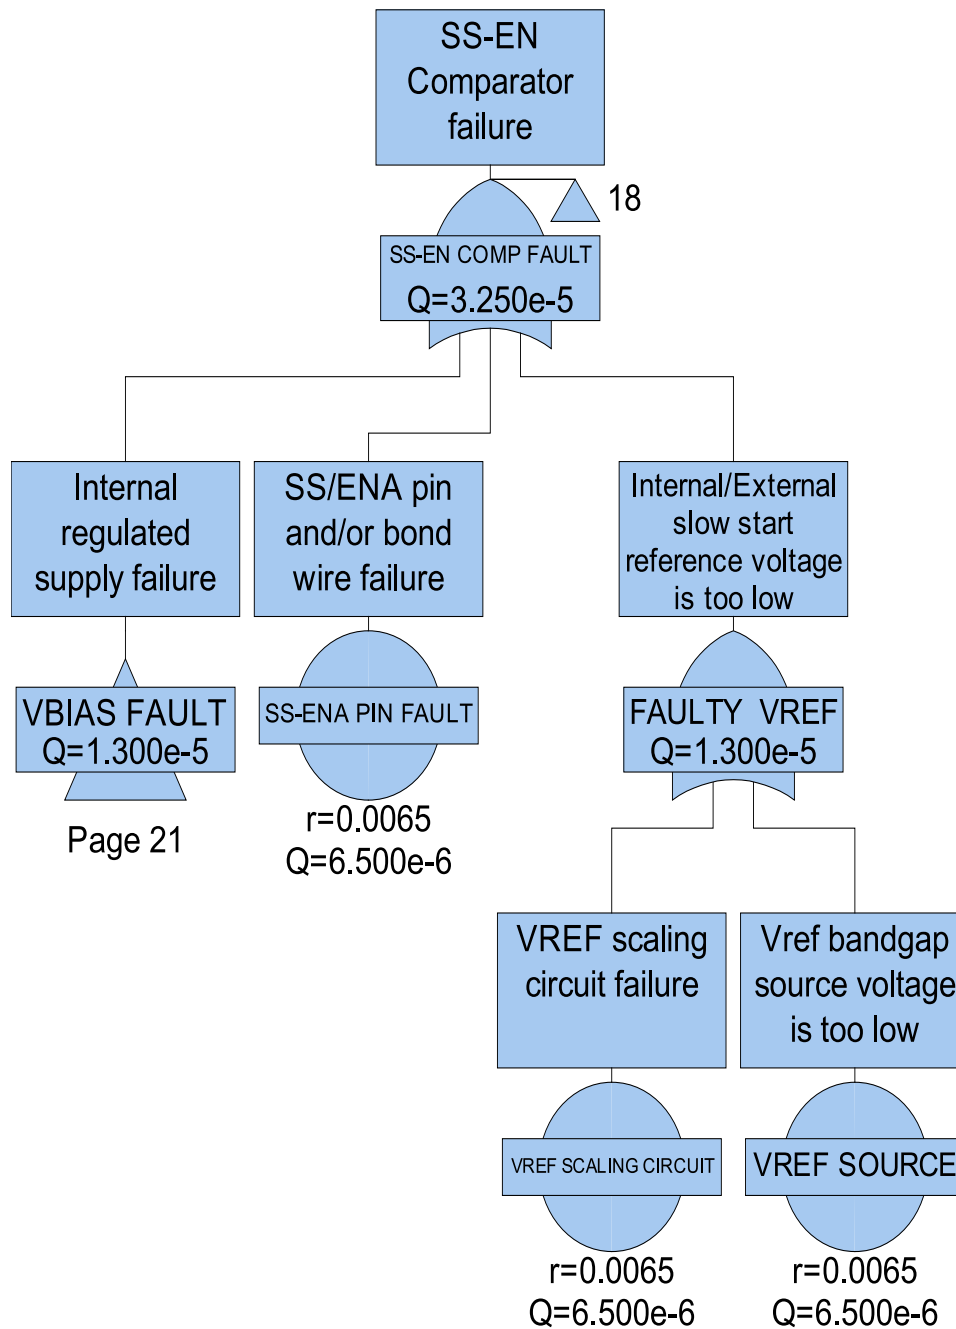 SS-EN
Comparator
failure
18
SS-EN COMP FAULT
Q=3.250e-5
Internal
regulated
supply failure
SS/ENA pin
and/or bond
wire failure
Internal/External
slow start
reference voltage
is too low
VBIAS FAULT
Q=1.300e-5
Page 21
SS-ENA PIN FAULT
r=0.0065
Q=6.500e-6
FAULTY VREF
Q=1.300e-5
VREF scaling
circuit failure
Vref bandgap
source voltage
is too low
VREF SCALING CIRCUIT
r=0.0065
Q=6.500e-6
VREF SOURCE
r=0.0065
Q=6.500e-6